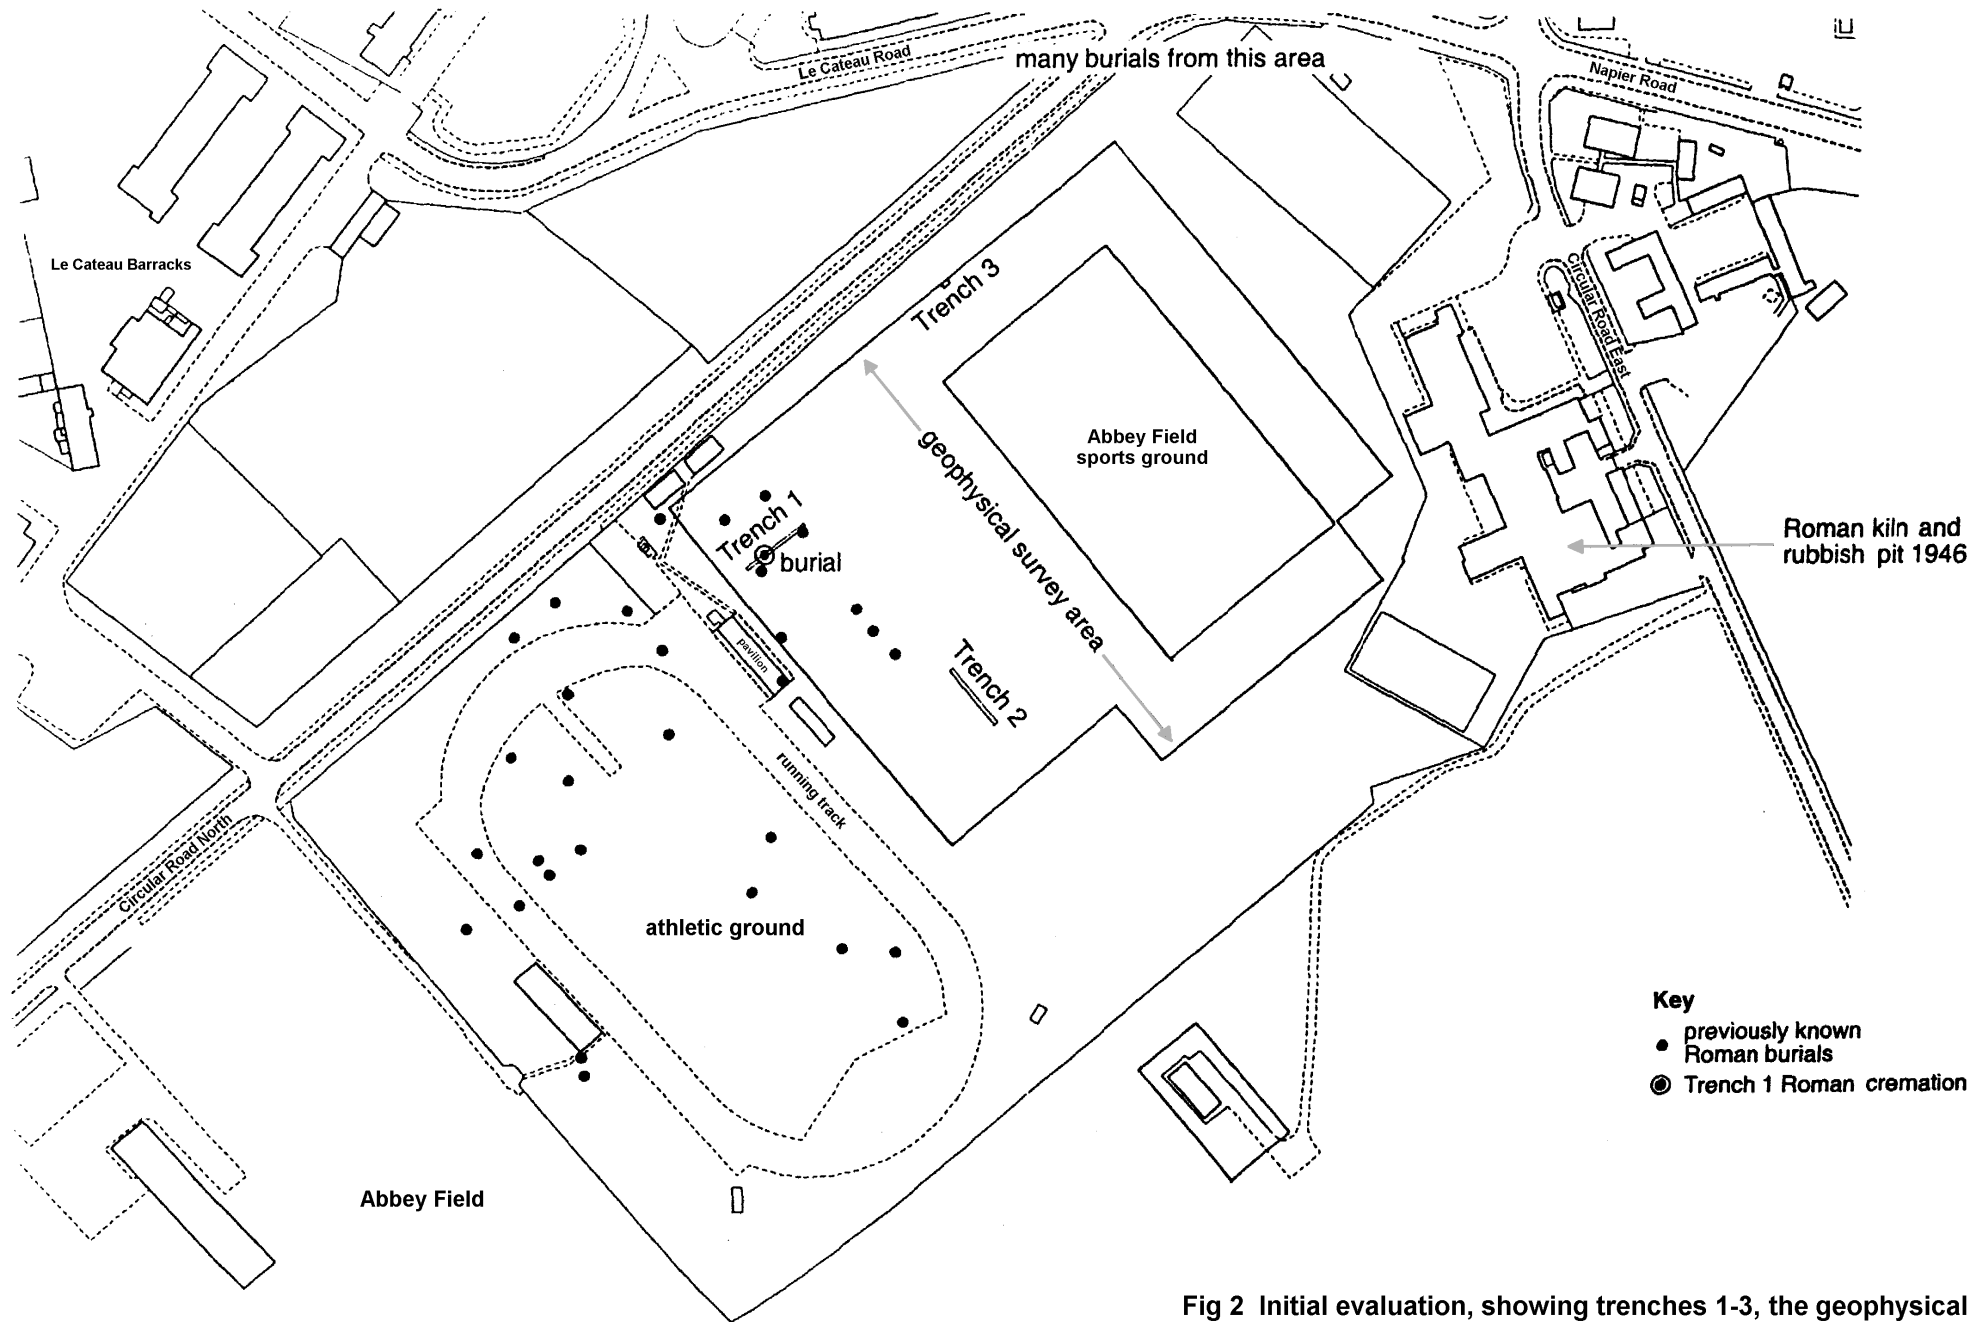 Le Cateau Road
many burials from this area
Napier Road
Le Cateau Barracks
Trench 3
Circular Road East
Abbey Field
sports ground
geophysical survey area
Trench 1
burial
Roman kiln and
rubbish pit 1946
pavilion
Trench 2
running track
Circular Road North
athletic ground
Key
previously known
Roman burials
Trench 1 Roman cremation
Abbey Field
Fig 2 Initial evaluation, showing trenches 1-3, the geophysical